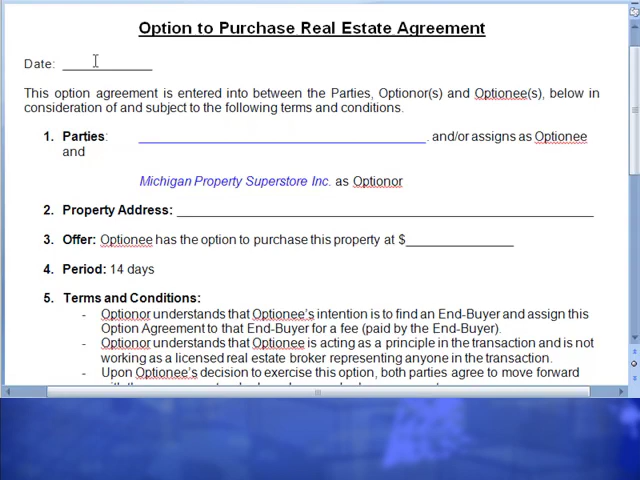 Option to Purchase Real Estate Agreement
Date: ____________
This option agreement is entered into between the Parties, Optionor(s) and Optionee(s), below in
consideration of and subject to the following terms and conditions.
1. Parties: ______________________________________. and/or assigns as Optionee
and
Michigan Property Superstore Inc. as Optionor
2. Property Address: ________________________________________________________
3. Offer: Optionee has the option to purchase this property at $______________
4. Period: 14 days
5. Terms and Conditions:
- Optionor understands that Optionee's intention is to find an End-Buyer and assign this
Option Agreement to that End-Buyer for a fee (paid by the End-Buyer).
- Optionor understands that Optionee is acting as a principle in the transaction and is not
working as a licensed real estate broker representing anyone in the transaction.
- Upon Optionee's decision to exercise this option, both parties agree to move forward